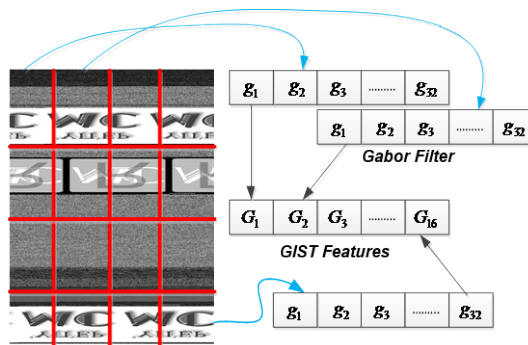 g1 g2 g3 ......... g32
g1 g2 g3 ......... g32
Gabor Filter
G1 G2 G3 ......... G16
GIST Features
g1 g2 g3 ......... g32
WC